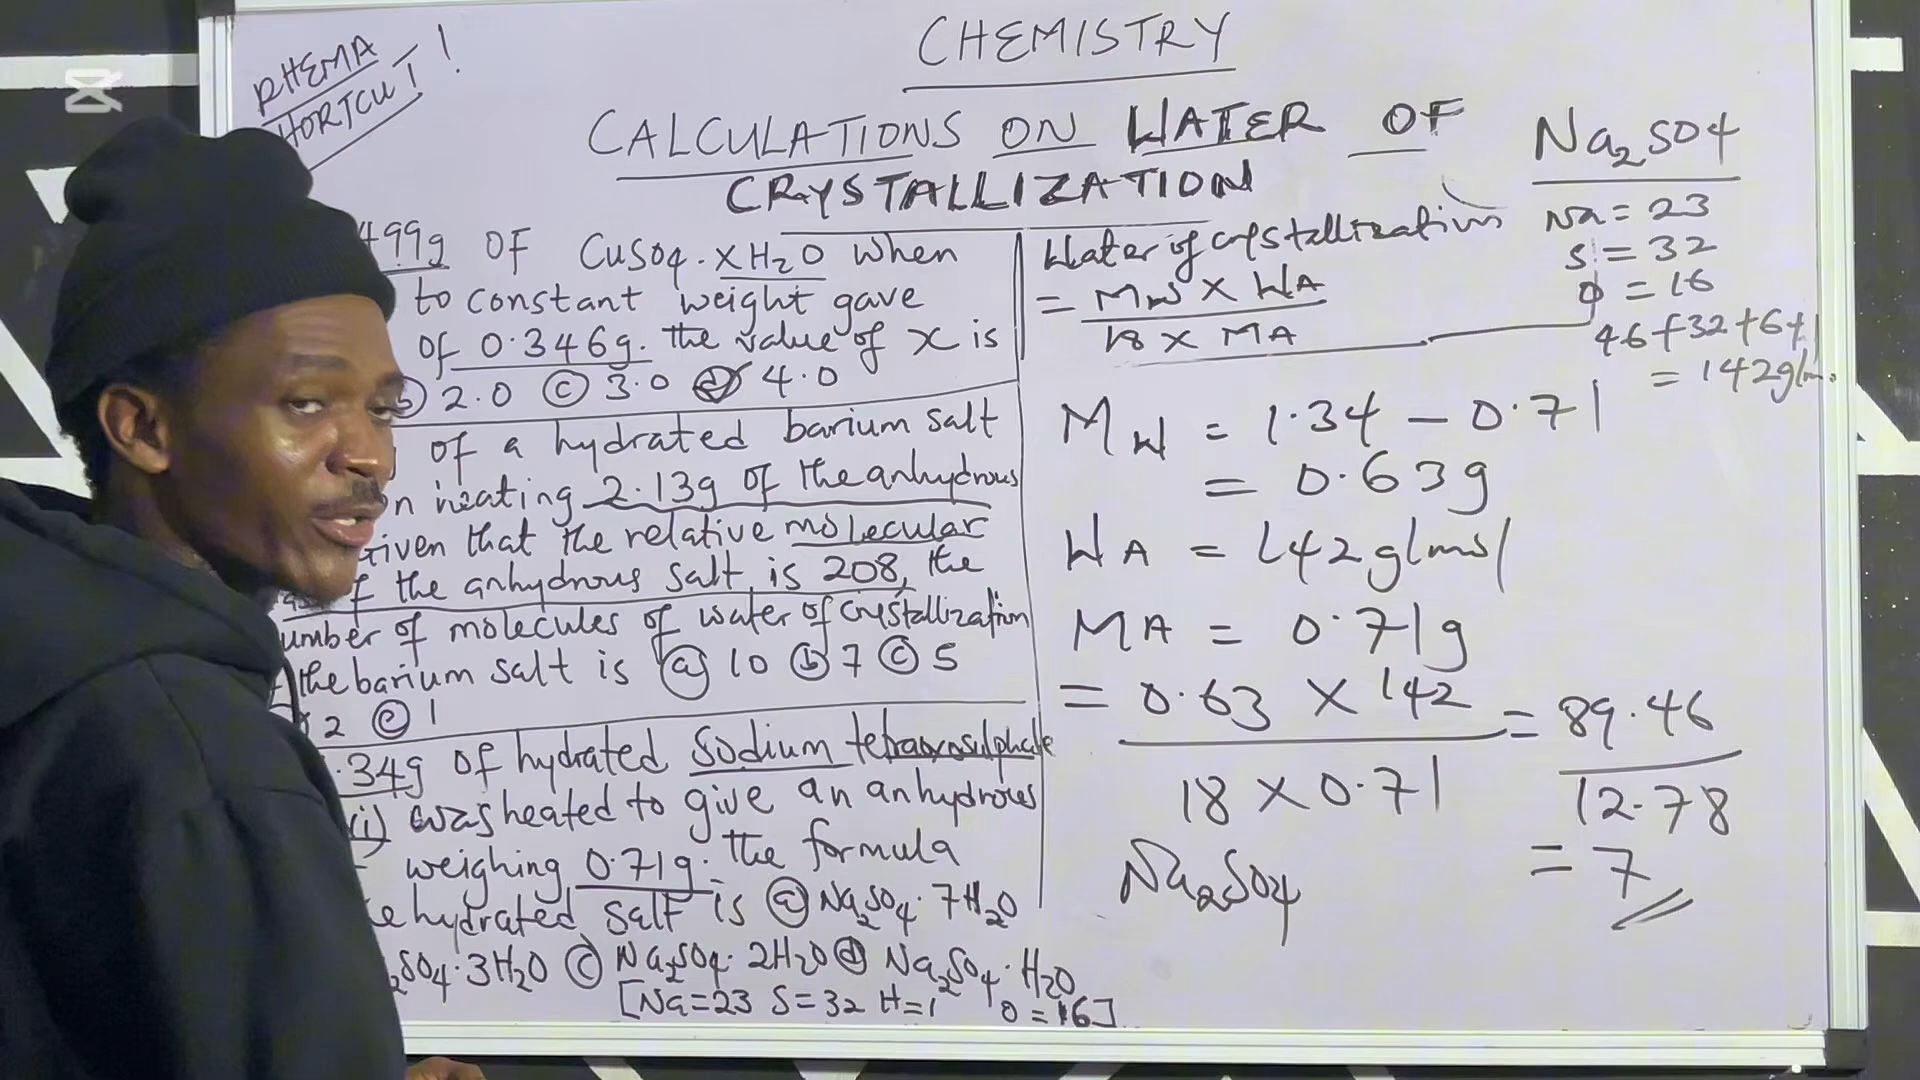 RHEMA
HORTCUT!
CHEMISTRY
CALCULATIONS ON WATER OF
CRYSTALLIZATION
499g OF CuSO4.xH2O when
to constant weight gave
of 0.346g. the value of x is
b 2.0 c 3.0 d 4.0
of a hydrated barium salt
n heating 2.13g of the anhydrous
Given that the relative molecular
f the anhydrous salt is 208, the
umber of molecules of water of crystallization
the barium salt is a 10 b 7 c 5
2 e 1
.34g of hydrated Sodium tetraoxosulphate
(vi) was heated to give an anhydrous
weighing 0.71g. the formula
e hydrated salt is a Na2SO4.7H2O
2SO4.3H2O c Na2SO4.2H2O d Na2SO4.H2O
[Na=23 S=32 H=1 O=16]
Water of crystallization
= MW X WA
18 X MA
MW = 1.34 - 0.71
= 0.63g
WA = 142g/mol
MA = 0.71g
= 0.63 X 142 = 89.46
18 X 0.71 12.78
= 7
Na2SO4
Na2SO4
Na = 23
S = 32
O = 16
46+32+6+
= 142g/m.